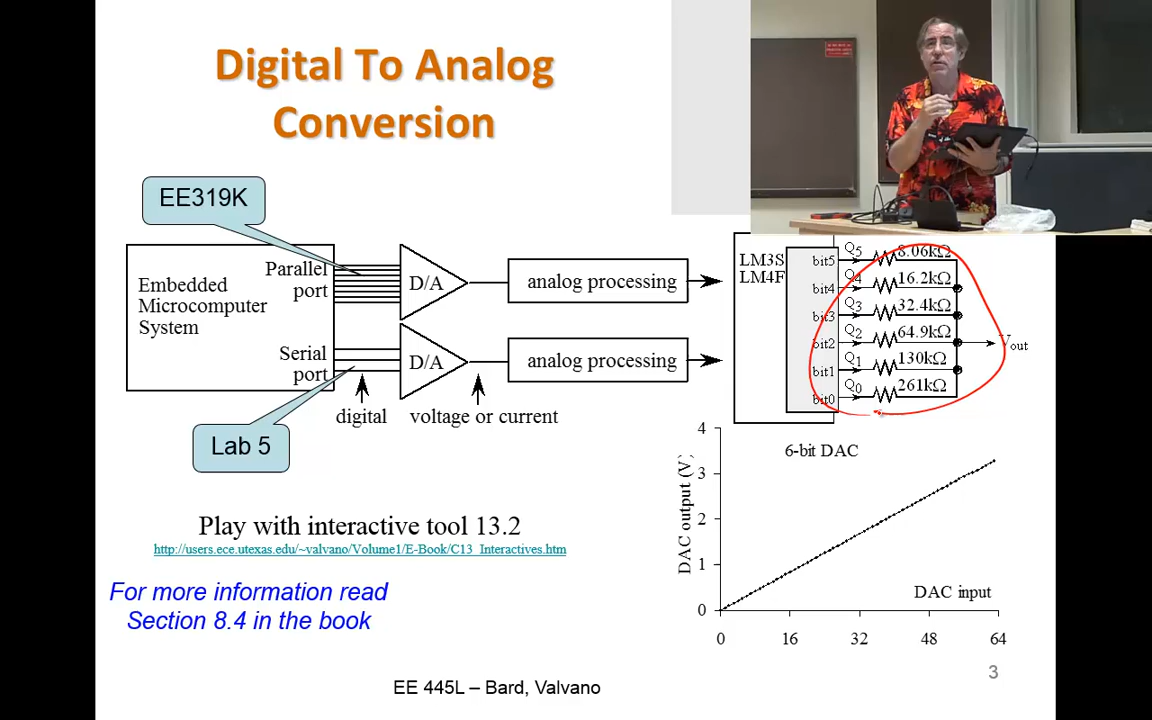 Digital To Analog
Conversion
EE319K
Embedded
Microcomputer
System
Parallel
port
Serial
port
D/A
D/A
analog processing
analog processing
digital
voltage or current
Lab 5
LM3S
LM4F
bit5
bit4
bit3
bit2
bit1
bit0
Q5
Q4
Q3
Q2
Q1
Q0
8.06kΩ
16.2kΩ
32.4kΩ
64.9kΩ
130kΩ
261kΩ
Vout
6-bit DAC
DAC output (V)
4
3
2
1
0
DAC input
0 16 32 48 64
Play with interactive tool 13.2
http://users.ece.utexas.edu/~valvano/Volume1/E-Book/C13_Interactives.htm
For more information read
Section 8.4 in the book
EE 445L – Bard, Valvano
3